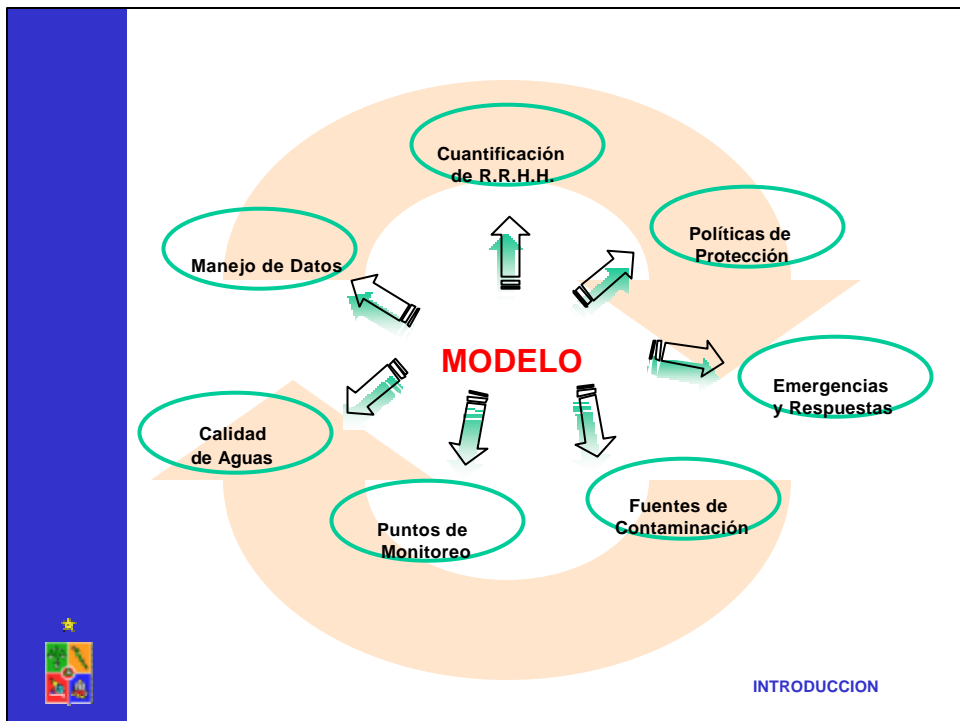 Cuantificación
de R.R.H.H.
Políticas de
Protección
Manejo de Datos
MODELO
Emergencias
y Respuestas
Calidad
de Aguas
Fuentes de
Contaminación
Puntos de
Monitoreo
INTRODUCCION